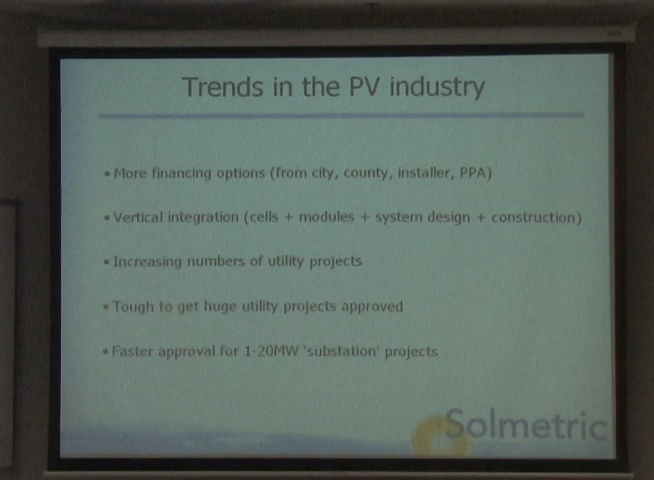 Trends in the PV industry
• More financing options (from city, county, installer, PPA)
• Vertical integration (cells + modules + system design + construction)
• Increasing numbers of utility projects
• Tough to get huge utility projects approved
• Faster approval for 1-20MW 'substation' projects
Solmetric